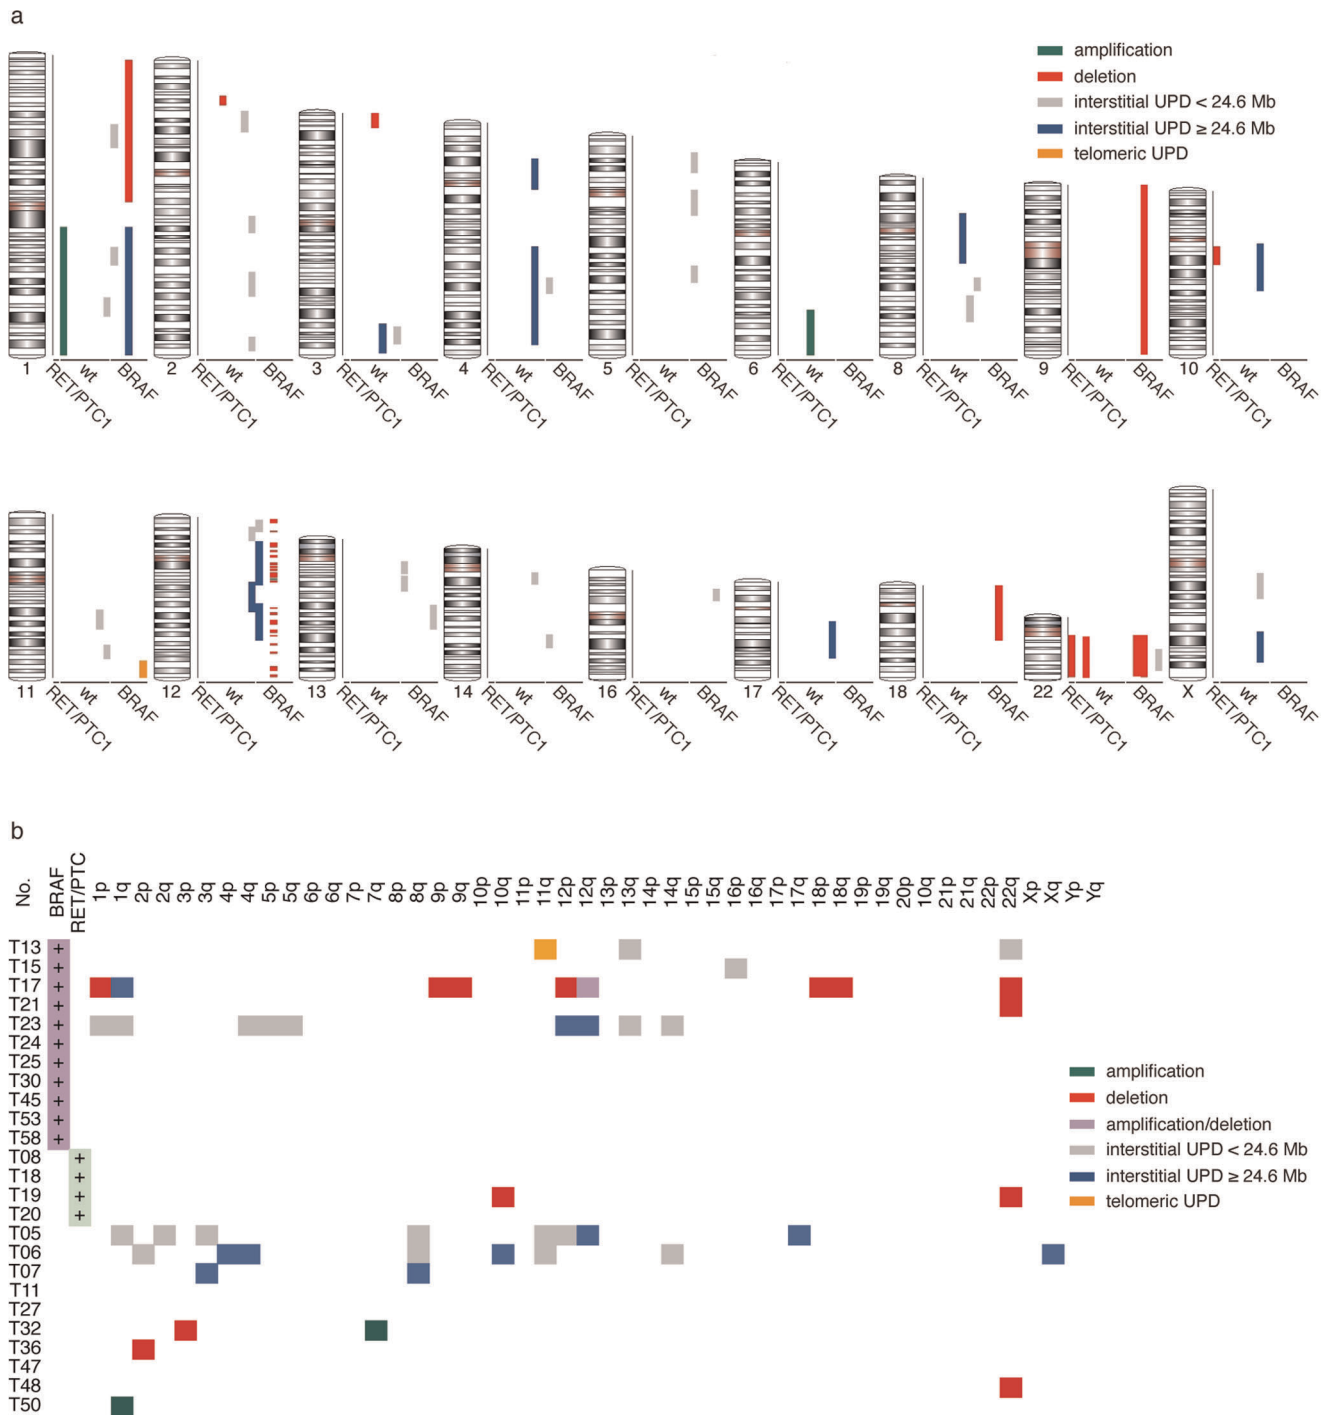 a
amplification
deletion
interstitial UPD < 24.6 Mb
interstitial UPD ≥ 24.6 Mb
telomeric UPD
1 RET/PTC1 wt BRAF 2 RET/PTC1 wt BRAF 3 RET/PTC1 wt BRAF 4 RET/PTC1 wt BRAF 5 RET/PTC1 wt BRAF 6 RET/PTC1 wt BRAF 8 RET/PTC1 wt BRAF 9 RET/PTC1 wt BRAF 10 RET/PTC1 wt BRAF
11 RET/PTC1 wt BRAF 12 RET/PTC1 wt BRAF 13 RET/PTC1 wt BRAF 14 RET/PTC1 wt BRAF 16 RET/PTC1 wt BRAF 17 RET/PTC1 wt BRAF 18 RET/PTC1 wt BRAF 22 RET/PTC1 wt BRAF X RET/PTC1 wt BRAF
b
No. BRAF RET/PTC 1p 1q 2p 2q 3p 3q 4p 4q 5p 5q 6p 6q 7p 7q 8p 8q 9p 9q 10p 10q 11p 11q 12p 12q 13q 14p 14q 15p 15q 16p 16q 17p 17q 18p 18q 19p 19q 20p 10q 21p 21q 22p 22q Xp Xq Yp Yq
T13 +
T15 +
T17 +
T21 +
T23 +
T24 +
T25 +
T30 +
T45 +
T53 +
T58 +
T08 +
T18 +
T19 +
T20 +
T05
T06
T07
T11
T27
T32
T36
T47
T48
T50
amplification
deletion
amplification/deletion
interstitial UPD < 24.6 Mb
interstitial UPD ≥ 24.6 Mb
telomeric UPD